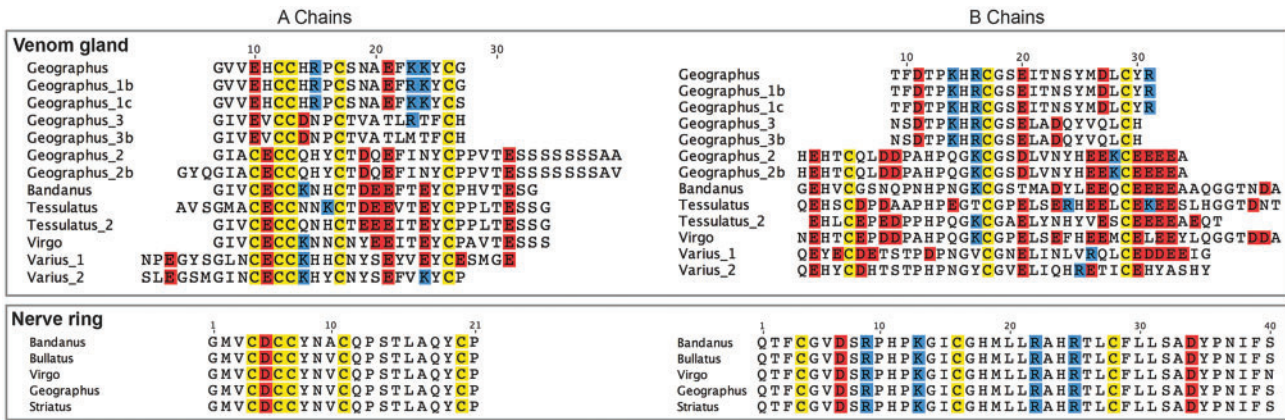 A Chains B Chains
Venom gland
10 20 30
Geographus GVVEHCCHRPCSNAEFKKYCG
Geographus_1b GVVEHCCHRPCSNAEFRKYCG
Geographus_1c GVVEHCCHRPCSNAEFKKYCS
Geographus_3 GIVEVCCDNPCTVATLRTFCH
Geographus_3b GIVEVCCDNPCTVATLMTFCH
Geographus_2 GIACECCQHYCTDQEFINYCPPVTESSSSSSSAA
Geographus_2b GYQGIACECCQHYCTDQEFINYCPPVTESSSSSSSAV
Bandanus GIVCECCKNHCTDEEFTEYCPHVTESG
Tessulatus AVSGMACECCNNKCTDEEVTEYCPPLTESSG
Tessulatus_2 GIVCECCQNHCTEEEITEYCPPLTESSG
Virgo GIVCECCKNNCNYEEITEYCPAVTESSS
Varius_1 NPEGYSGLNCECCKHHCNYSEYVEYCESMGE
Varius_2 SLEGSMGINCECCKHHCNYSEFVKYCP
10 20 30
Geographus TFDTPKHRCGSEITNSYMDLCYR
Geographus_1b TFDTPKHRCGSEITNSYMDLCYR
Geographus_1c TFDTPKHRCGSEITNSYMDLCYR
Geographus_3 NSDTPKHRCGSELADQYVQLCH
Geographus_3b NSDTPKHRCGSELADQYVQLCH
Geographus_2 HEHTCQLDDPAHPQGKCGSDLVNYHEEKCEEEEA
Geographus_2b HEHTCQLDDPAHPQGKCGSDLVNYHEEKCEEEEA
Bandanus GEHVCGSNQPNHPNGKCGSTMADYLEEQCEEEEAAQGGTNDA
Tessulatus QEHSCDPDAAPHPEGTCGPELSERHEELCEKEESLHGGTDNT
Tessulatus_2 EHLCEPEDPPHPQGKCGAELYNHYVESCEEEEAEQT
Virgo NEHTCEPDDPAHPQGKCGPELSEFHEEMCELEEYLQGGTDDA
Varius_1 QEYECDETSTPDPNGVCGNELINLVRQLCEDDEEIG
Varius_2 QEHYCDHTSTPHPNGYCGVELIQHRETICEHYASHY
Nerve ring
1 10 21
Bandanus GMVCDCCYNACQPSTLAQYCP
Bullatus GMVCDCCYNVCQPSTLAQYCP
Virgo GMVCDCCYNVCQPSTLAQYCP
Geographus GMVCDCCYNVCQPSTLAQYCP
Striatus GMVCDCCYNVCQPSTLAQYCP
1 10 20 30 40
Bandanus QTFCGVDSRPHPKGICGHMLLRAHRTLCFLLSADYPNIFS
Bullatus QTFCGVDSRPHPKGICGHMLLRAHRTLCFLLSADYPNIFS
Virgo QTFCGVDSRPHPKGICGHMLLRAHRTLCFLLSADYPNIFN
Geographus QTFCGVDSRPHPKGICGHMLLRAHRTLCFLLSADYPNIFS
Striatus QTFCGVDSRPHPKGICGHMLLRAHRTLCFLLSADYPNIFS